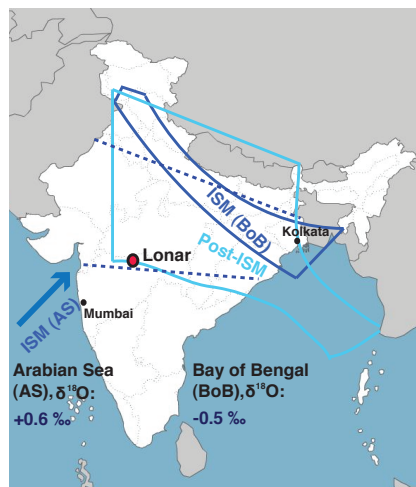 ISM (BoB)
Post-ISM
Kolkata
Lonar
ISM (AS)
Mumbai
Arabian Sea
(AS), δ¹⁸O:
+0.6 ‰
Bay of Bengal
(BoB), δ¹⁸O:
-0.5 ‰